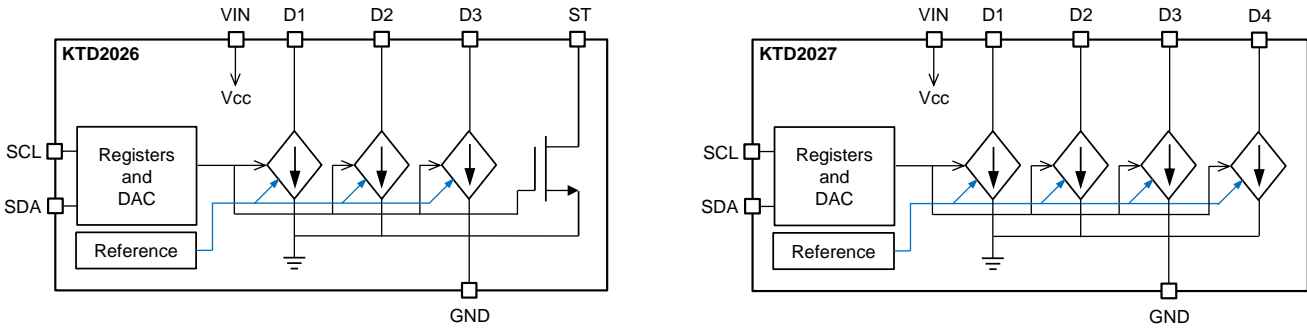 VIN D1 D2 D3 ST
KTD2026
Vcc
SCL
SDA
Registers
and
DAC
Reference
GND
VIN D1 D2 D3 D4
KTD2027
Vcc
SCL
SDA
Registers
and
DAC
Reference
GND